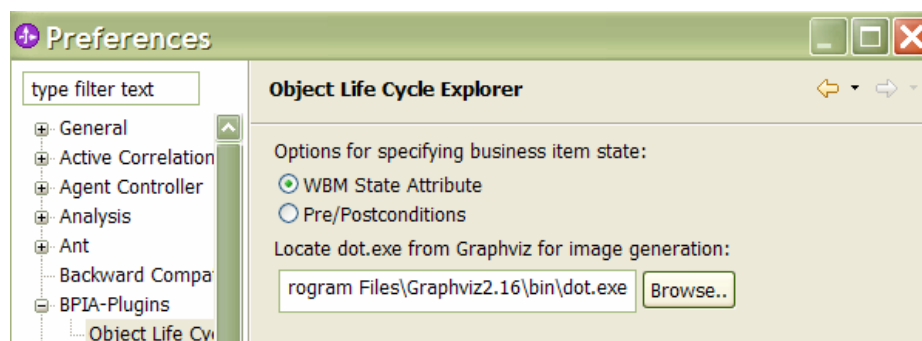 Preferences
type filter text
General
Active Correlation
Agent Controller
Analysis
Ant
Backward Compa
BPIA-Plugins
Object Life Cy
Object Life Cycle Explorer
Options for specifying business item state:
WBM State Attribute
Pre/Postconditions
Locate dot.exe from Graphviz for image generation:
rogram Files\Graphviz2.16\bin\dot.exe
Browse..